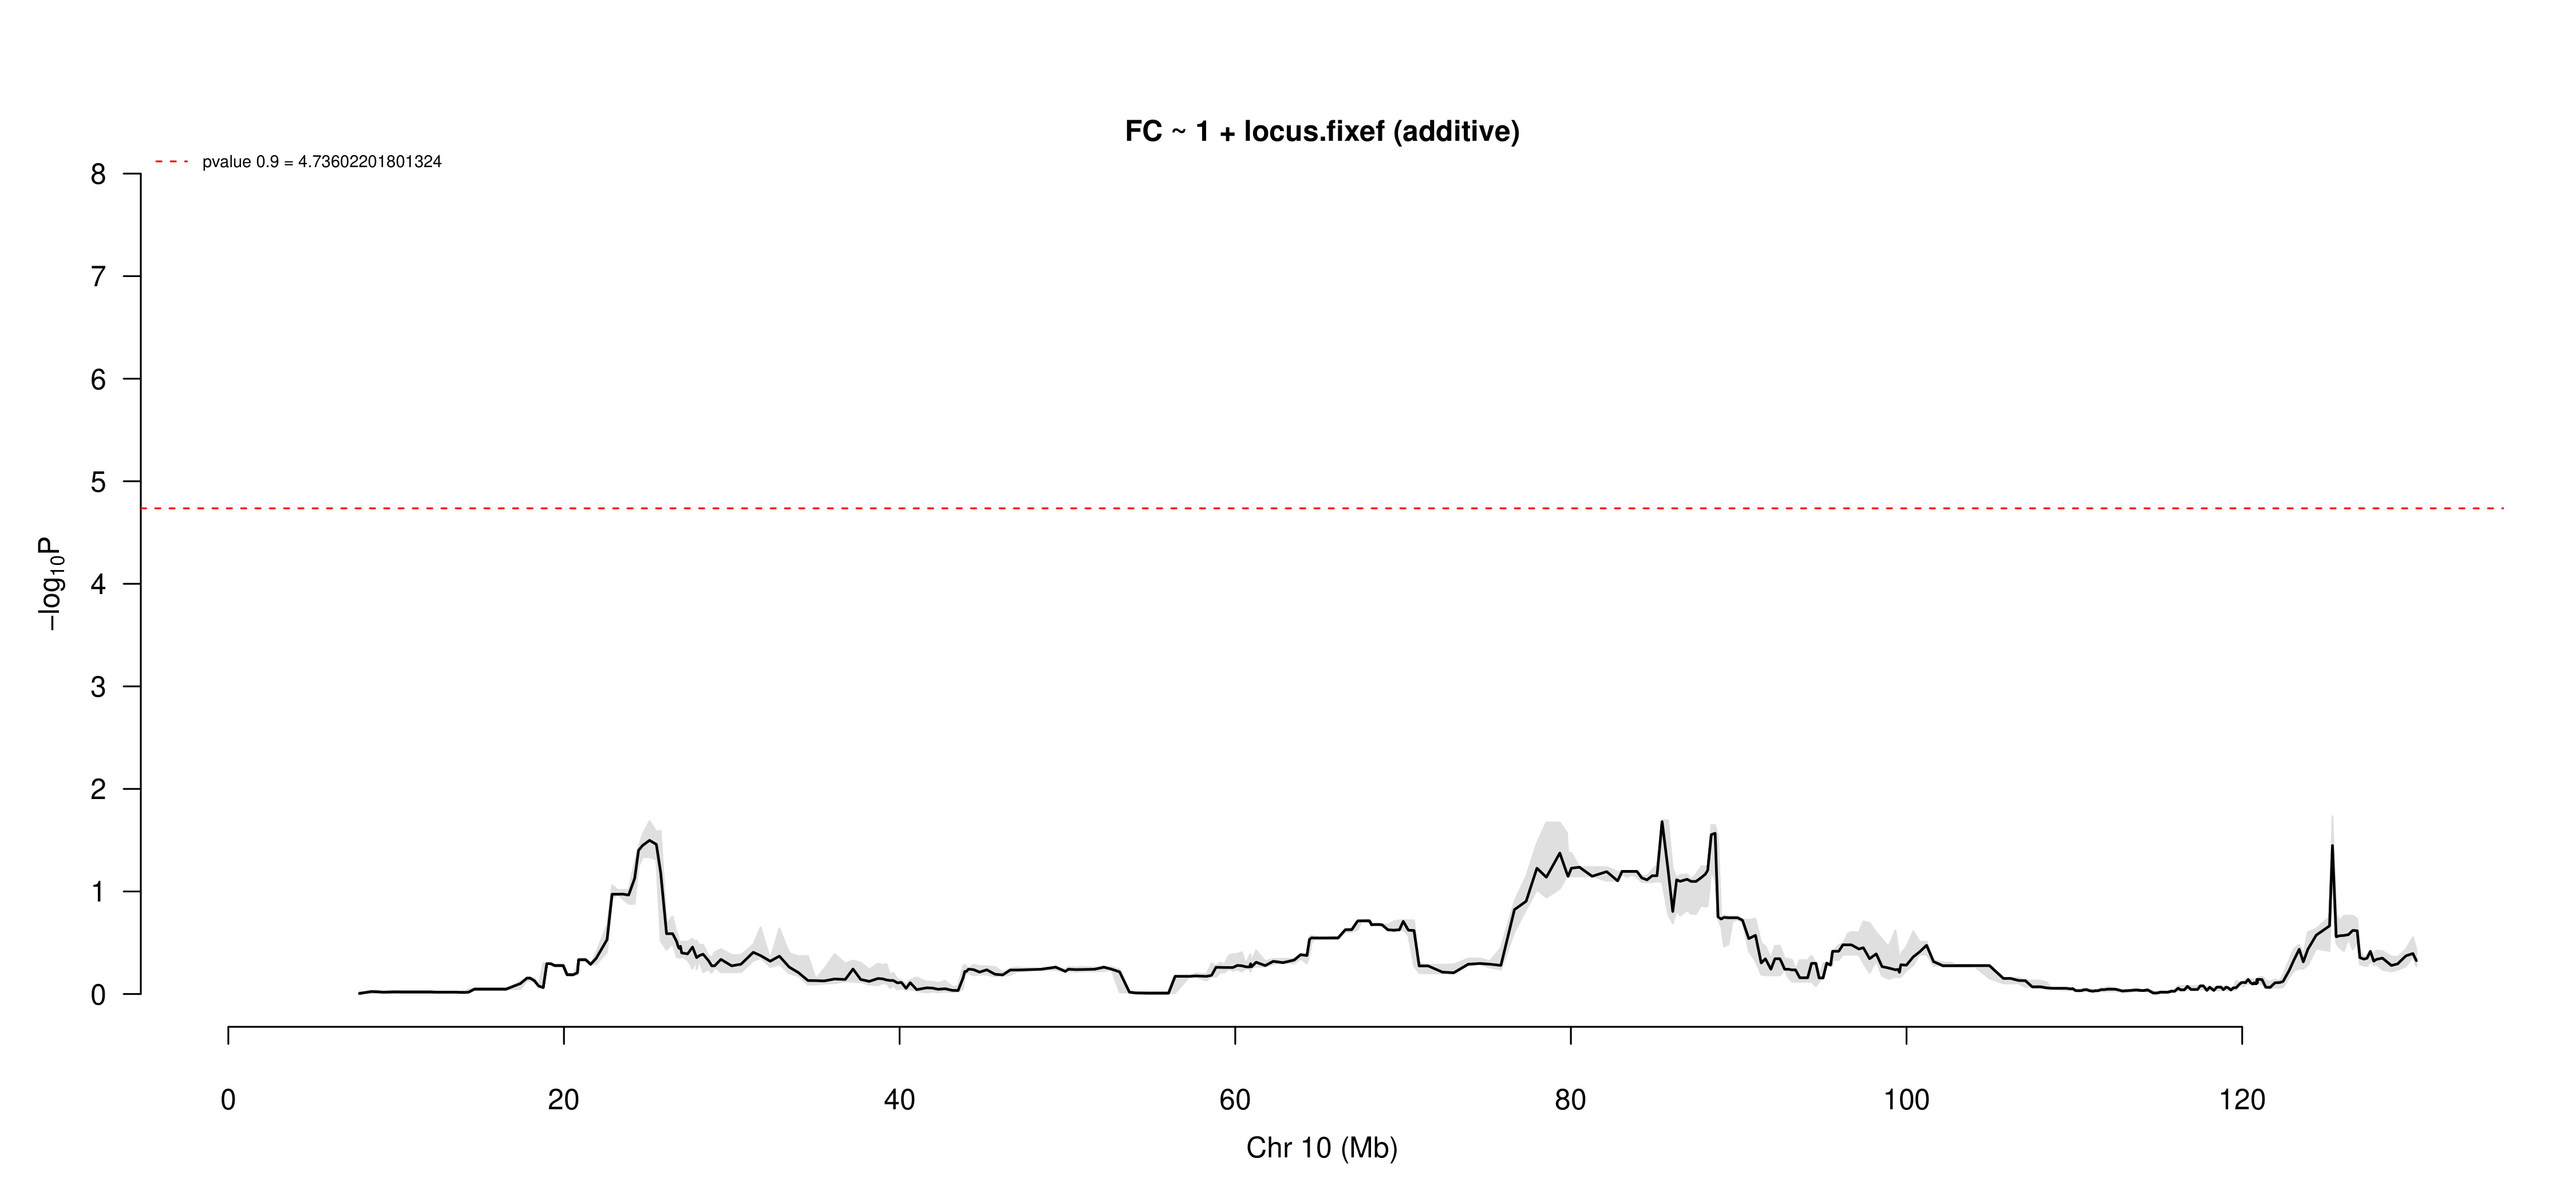 FC ~ 1 + locus.fixef (additive)
pvalue 0.9 = 4.73602201801324
8
7
6
5
4
3
2
1
0
−log10P
0 20 40 60 80 100 120
Chr 10 (Mb)